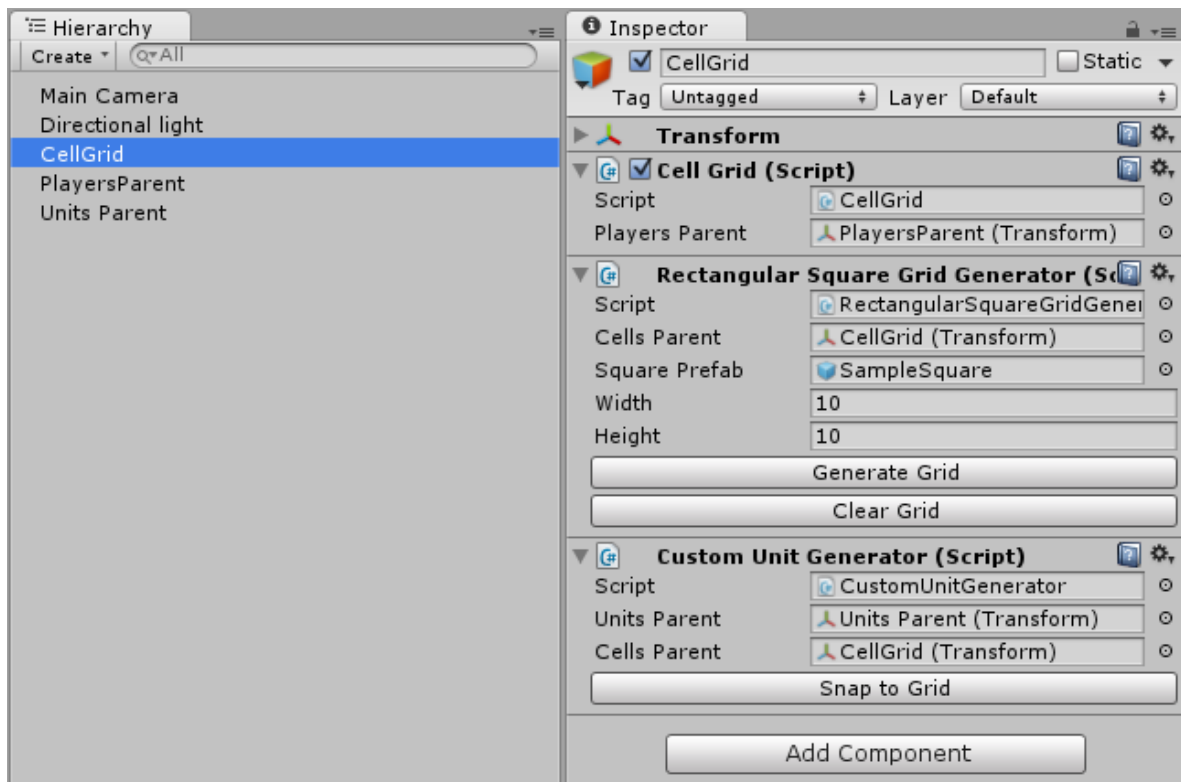 Hierarchy
Create
All
Main Camera
Directional light
CellGrid
PlayersParent
Units Parent
Inspector
CellGrid
Static
Tag Untagged Layer Default
Transform
Cell Grid (Script)
Script CellGrid
Players Parent PlayersParent (Transform)
Rectangular Square Grid Generator (Sc
Script RectangularSquareGridGener
Cells Parent CellGrid (Transform)
Square Prefab SampleSquare
Width 10
Height 10
Generate Grid
Clear Grid
Custom Unit Generator (Script)
Script CustomUnitGenerator
Units Parent Units Parent (Transform)
Cells Parent CellGrid (Transform)
Snap to Grid
Add Component